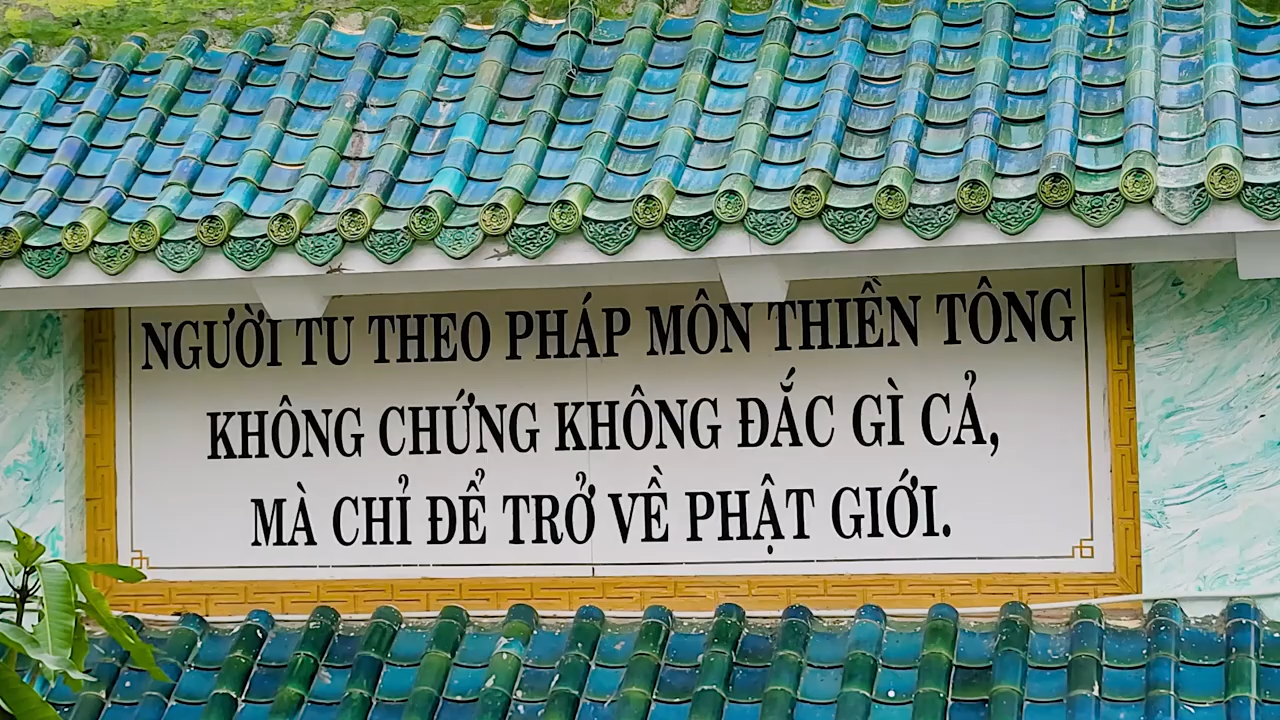 NGƯỜI TU THEO PHÁP MÔN THIỀN TÔNG
KHÔNG CHỨNG KHÔNG ĐẮC GÌ CẢ,
MÀ CHỈ ĐỂ TRỞ VỀ PHẬT GIỚI.